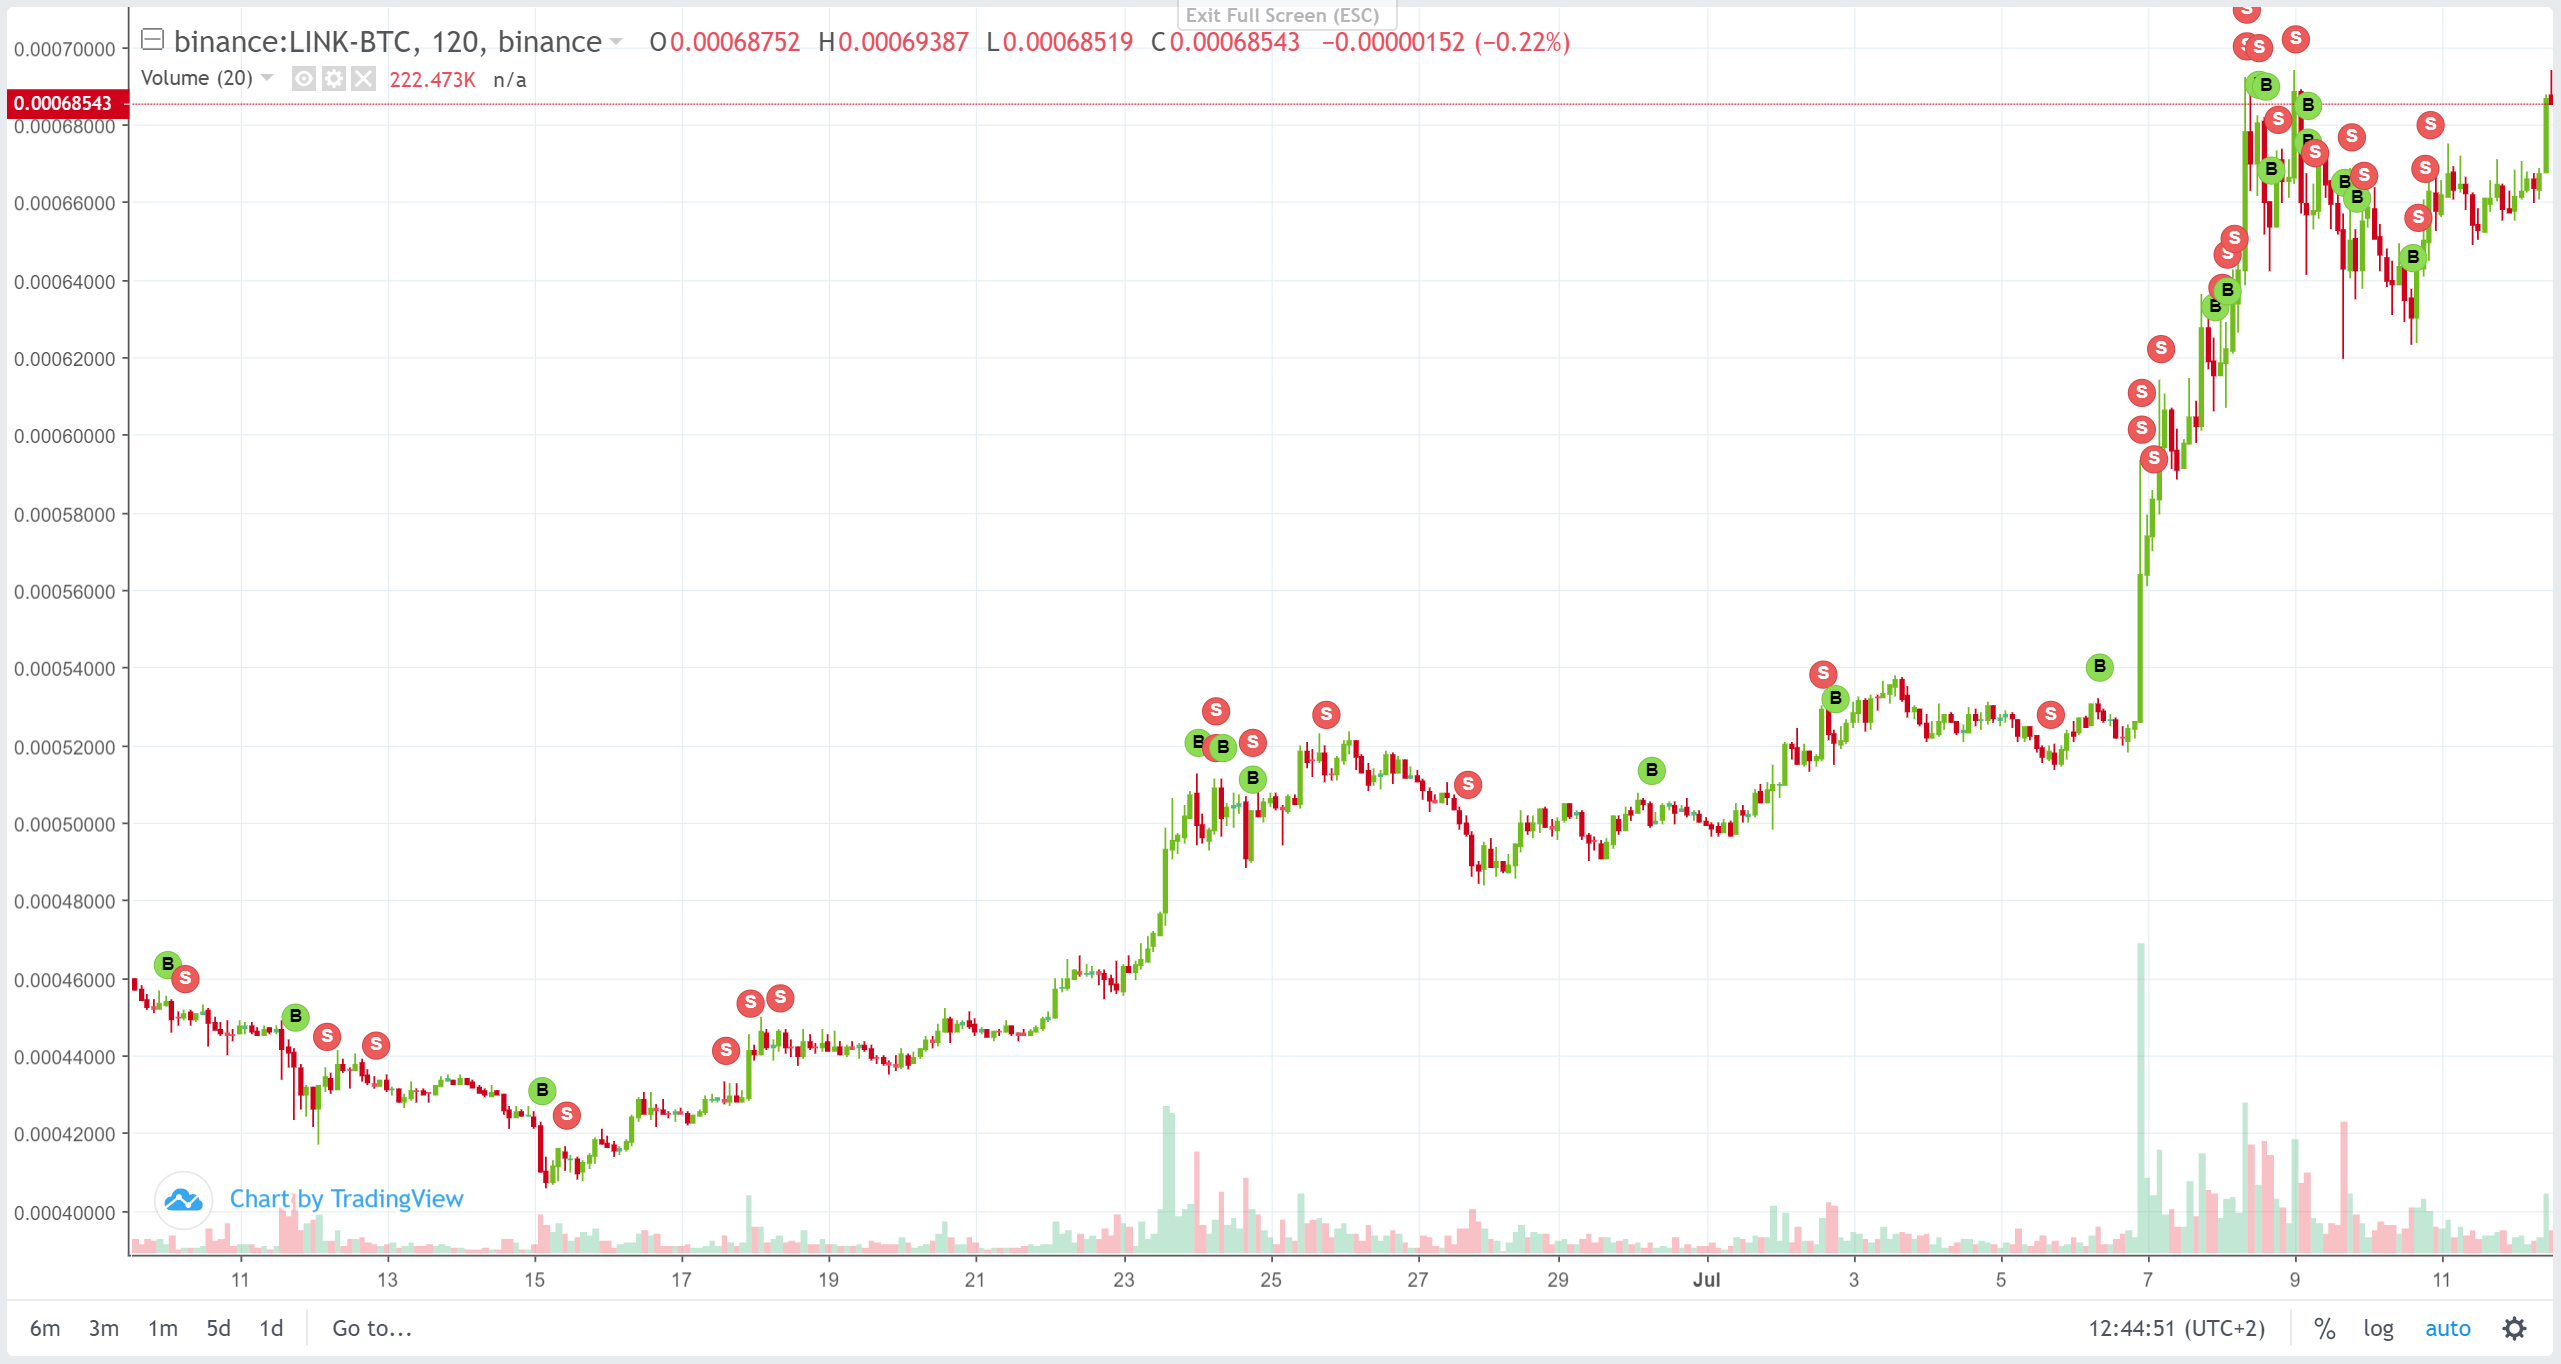 Exit Full Screen (ESC)
binance:LINK-BTC, 120, binance O0.00068752 H0.00069387 L0.00068519 C0.00068543 −0.00000152 (−0.22%)
Volume (20) 222.473K n/a
0.00070000
0.00068543
0.00068000
0.00066000
0.00064000
0.00062000
0.00060000
0.00058000
0.00056000
0.00054000
0.00052000
0.00050000
0.00048000
0.00046000
0.00044000
0.00042000
0.00040000
S
S S S
B
B
S
B
S
S
S
B S
B
B
S
S
S
B
S
S
B
B
S
S
S
S
B
S
B
S
B S
B
B
S
S
S
B
B
S
B
S
S
S
S
S
B
S
Chart by TradingView
11 13 15 17 19 21 23 25 27 29 Jul 3 5 7 9 11
6m 3m 1m 5d 1d Go to... 12:44:51 (UTC+2) % log auto